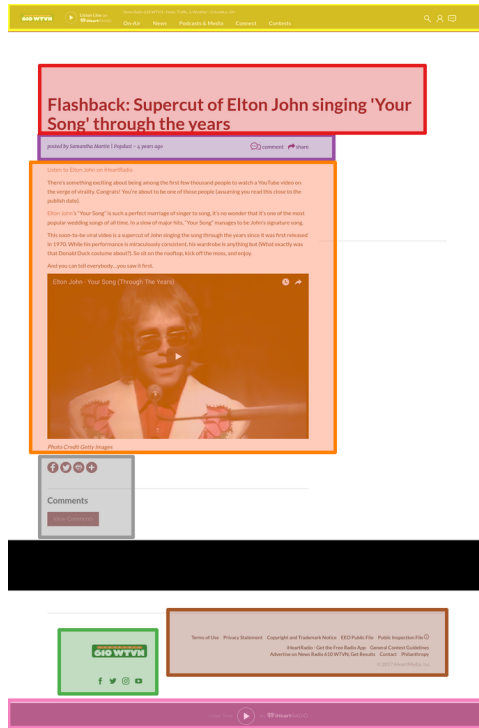 610 WTVN
Listen Live on
iHeartRADIO
On-Air News Podcasts & Media Connect Contests
Flashback: Supercut of Elton John singing 'Your
Song' through the years
posted by Samantha Martin | Popdust – 4 years ago comment share
Listen to Elton John on iHeartRadio
There's something exciting about being among the first few thousand people to watch a YouTube video on
the verge of virality. Congrats! You're about to be one of those people (assuming you read this close to the
publish date).
Elton John's "Your Song" is such a perfect marriage of singer to song, it's no wonder that it's one of the most
popular wedding songs of all time. In a slew of major hits, "Your Song" manages to be John's signature song.
This soon-to-be viral video is a supercut of John singing the song through the years since it was first released
in 1970. While his performance is miraculously consistent, his wardrobe is anything but (What exactly was
that Donald Duck costume about?). So sit on the rooftop, kick off the moss, and enjoy.
And you can tell everybody...you saw it first.
Elton John - Your Song (Through The Years)
Photo Credit Getty Images
Comments
View Comments
Terms of Use Privacy Statement Copyright and Trademark Notice EEO Public File Public Inspection File
iHeartRadio - Get the Free Radio App General Contest Guidelines
Advertise on News Radio 610 WTVN. Get Results Contact Philanthropy
© 2017 iHeartMedia, Inc.
610 WTVN
Listen Live on iHeartRADIO